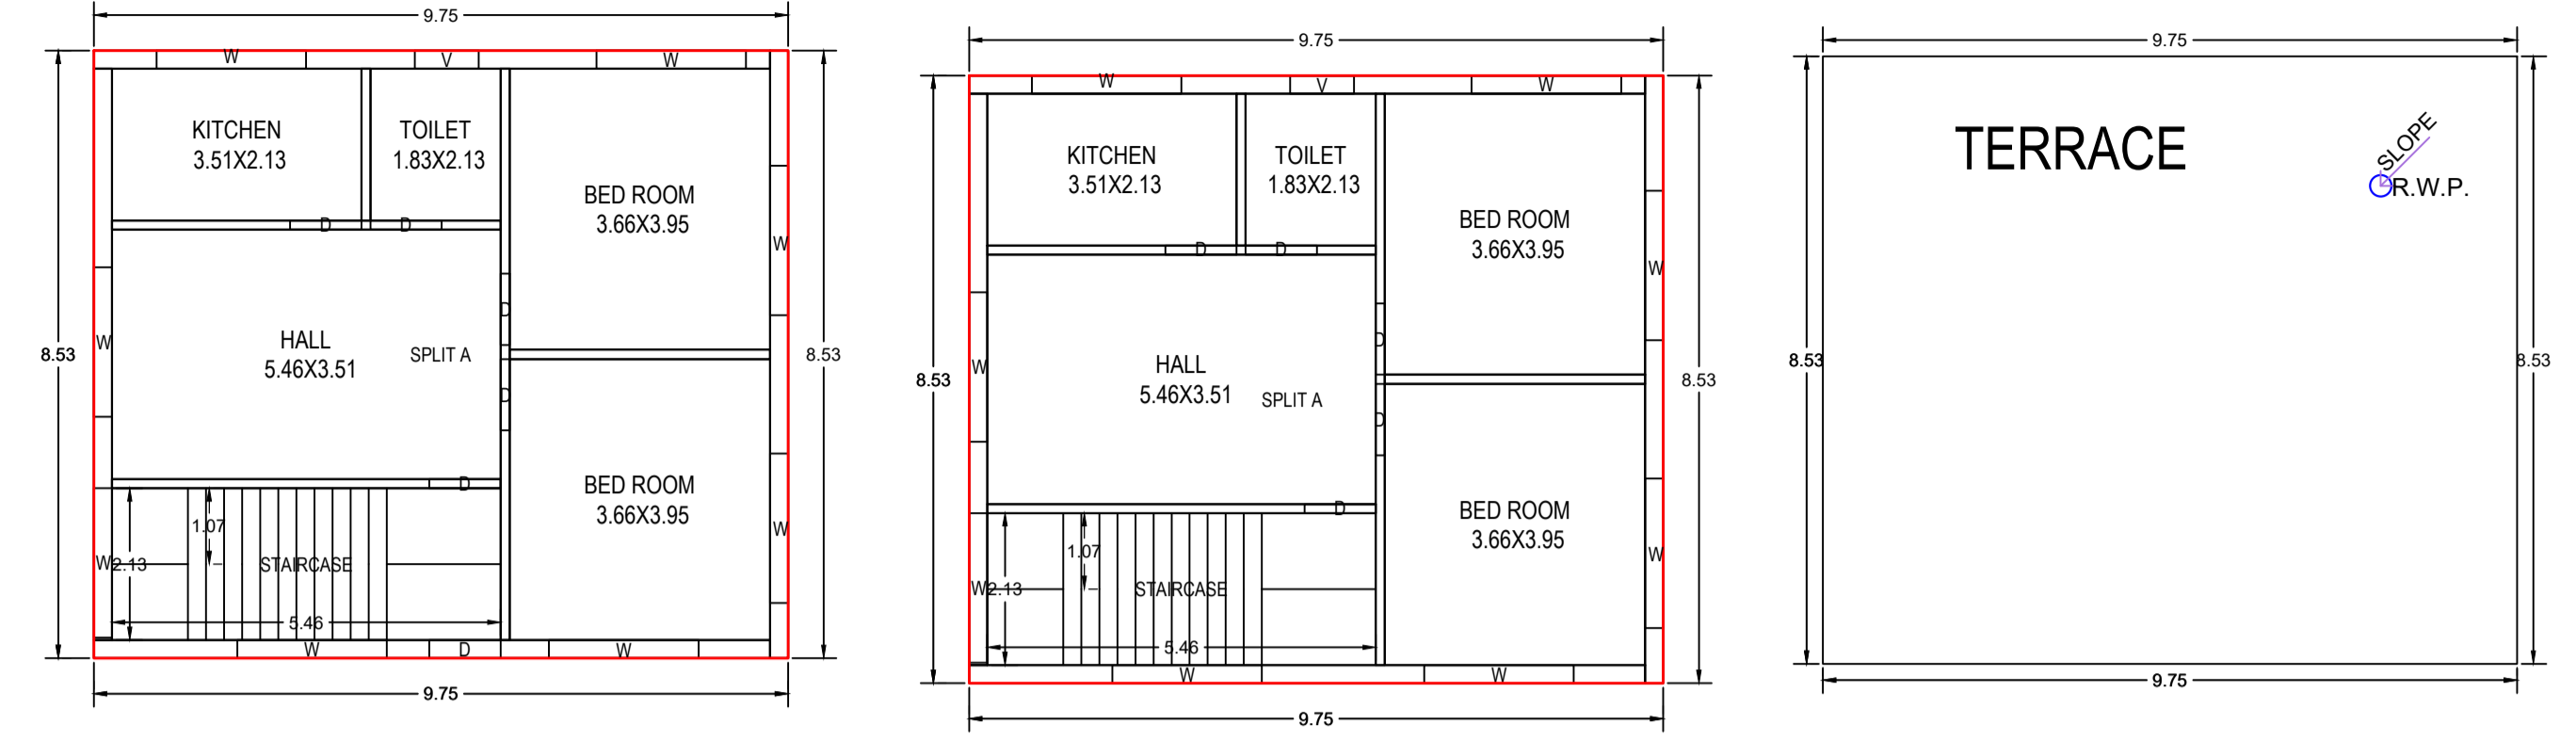 9.75
W
V
W
KITCHEN
3.51X2.13
TOILET
1.83X2.13
BED ROOM
3.66X3.95
D
D
W
D
8.53
W
HALL
5.46X3.51
SPLIT A
8.53
D
D
BED ROOM
3.66X3.95
1.07
W
W
2.13
STAIRCASE
5.46
W
D
W
9.75
9.75
W
V
W
KITCHEN
3.51X2.13
TOILET
1.83X2.13
BED ROOM
3.66X3.95
D
D
W
D
8.53
W
HALL
5.46X3.51
SPLIT A
8.53
D
D
BED ROOM
3.66X3.95
1.07
W
W
2.13
STAIRCASE
5.46
W
W
9.75
9.75
TERRACE
SLOPE
R.W.P.
8.53
8.53
9.75